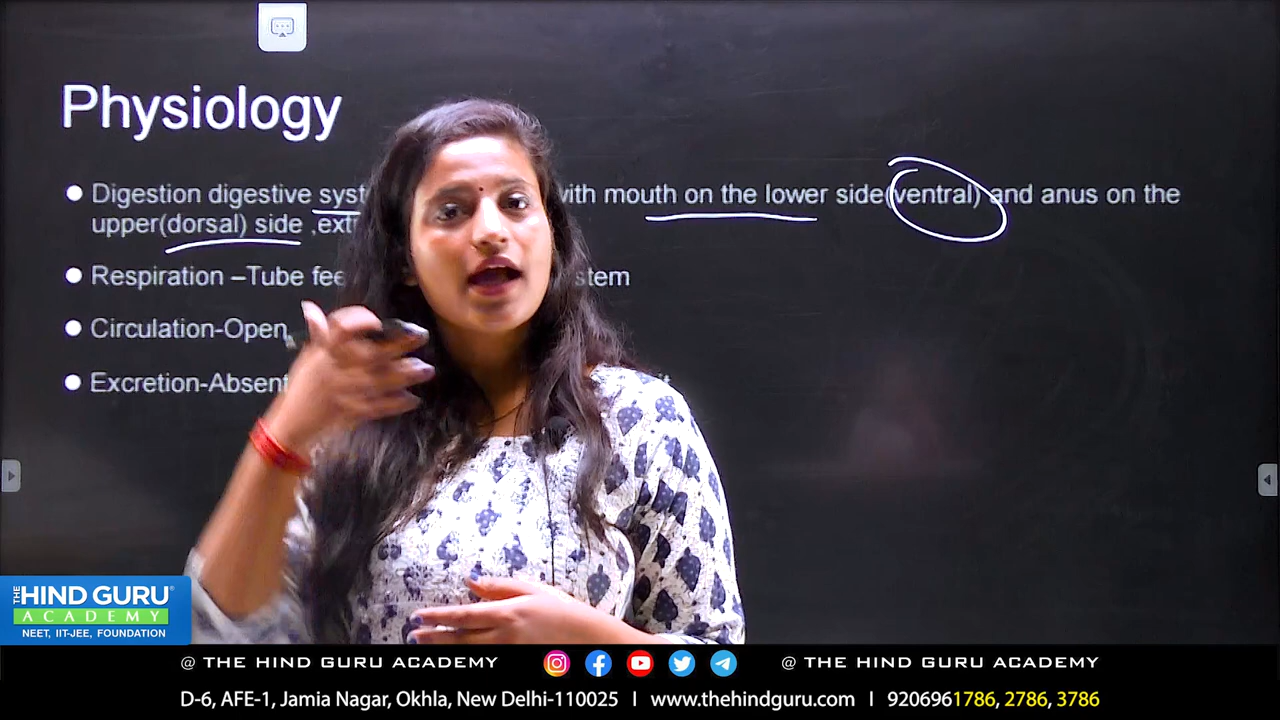 Physiology
Digestion digestive with mouth on the lower side(ventral) and anus on the
upper(dorsal) side ,
Respiration –Tube
Circulation-Open,
Excretion-Absent
THE HIND GURU®
ACADEMY
NEET, IIT-JEE, FOUNDATION
@ THE HIND GURU ACADEMY @ THE HIND GURU ACADEMY
D-6, AFE-1, Jamia Nagar, Okhla, New Delhi-110025 I www.thehindguru.com I 9206961786, 2786, 3786